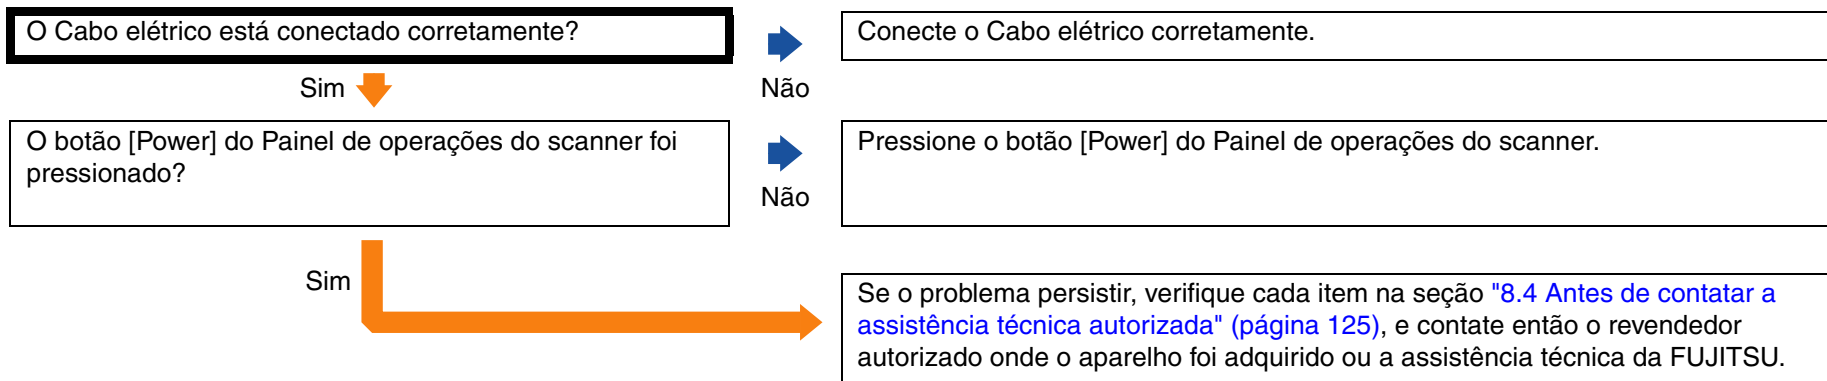 O Cabo elétrico está conectado corretamente?
Conecte o Cabo elétrico corretamente.
Sim
Não
O botão [Power] do Painel de operações do scanner foi
pressionado?
Pressione o botão [Power] do Painel de operações do scanner.
Não
Sim
Se o problema persistir, verifique cada item na seção "8.4 Antes de contatar a
assistência técnica autorizada" (página 125), e contate então o revendedor
autorizado onde o aparelho foi adquirido ou a assistência técnica da FUJITSU.